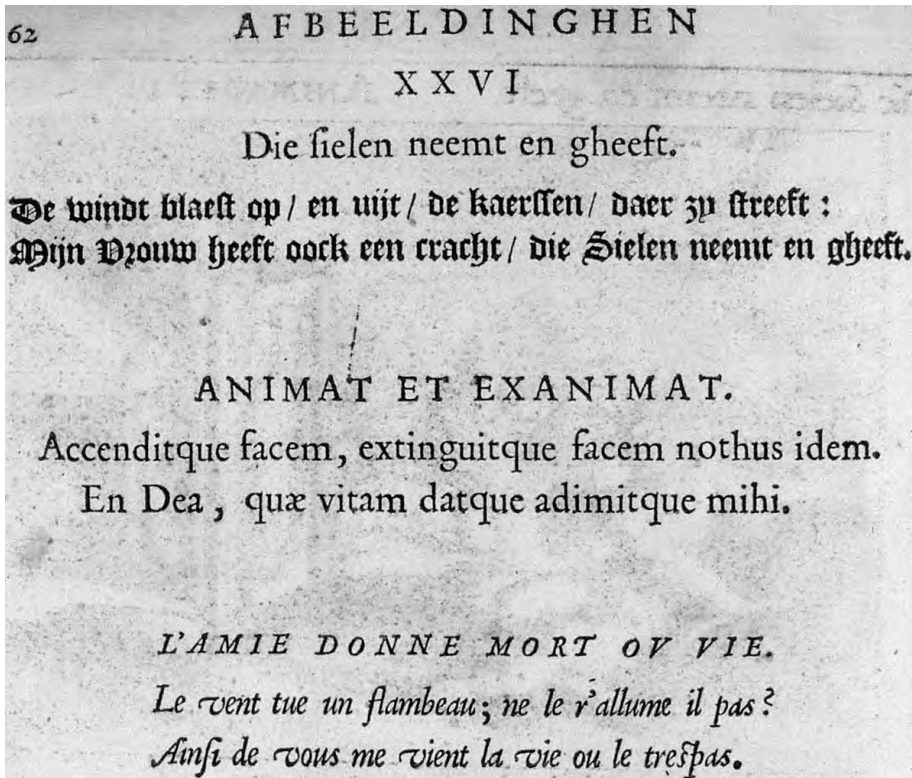 62
AFBEELDINGHEN
XXVI
Die ſielen neemt en gheeft.
De windt blaeſt op / en uijt / de kaerſſen / daer zy ſtreeft :
Mijn Vrouw heeft oock een cracht / die Sielen neemt en gheeft.
ANIMAT ET EXANIMAT.
Accenditque facem, extinguitque facem nothus idem.
En Dea, quæ vitam datque adimitque mihi.
L'AMIE DONNE MORT OV VIE.
Le vent tue un flambeau; ne le r'allume il pas?
Ainſi de vous me vient la vie ou le treſpas.